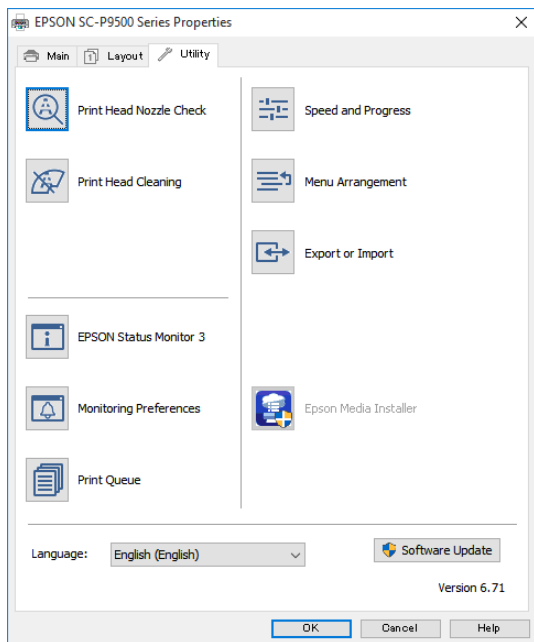 EPSON SC-P9500 Series Properties
Main
Layout
Utility
Print Head Nozzle Check
Speed and Progress
Print Head Cleaning
Menu Arrangement
Export or Import
EPSON Status Monitor 3
Monitoring Preferences
Epson Media Installer
Print Queue
Language:
English (English)
Software Update
Version 6.71
OK
Cancel
Help